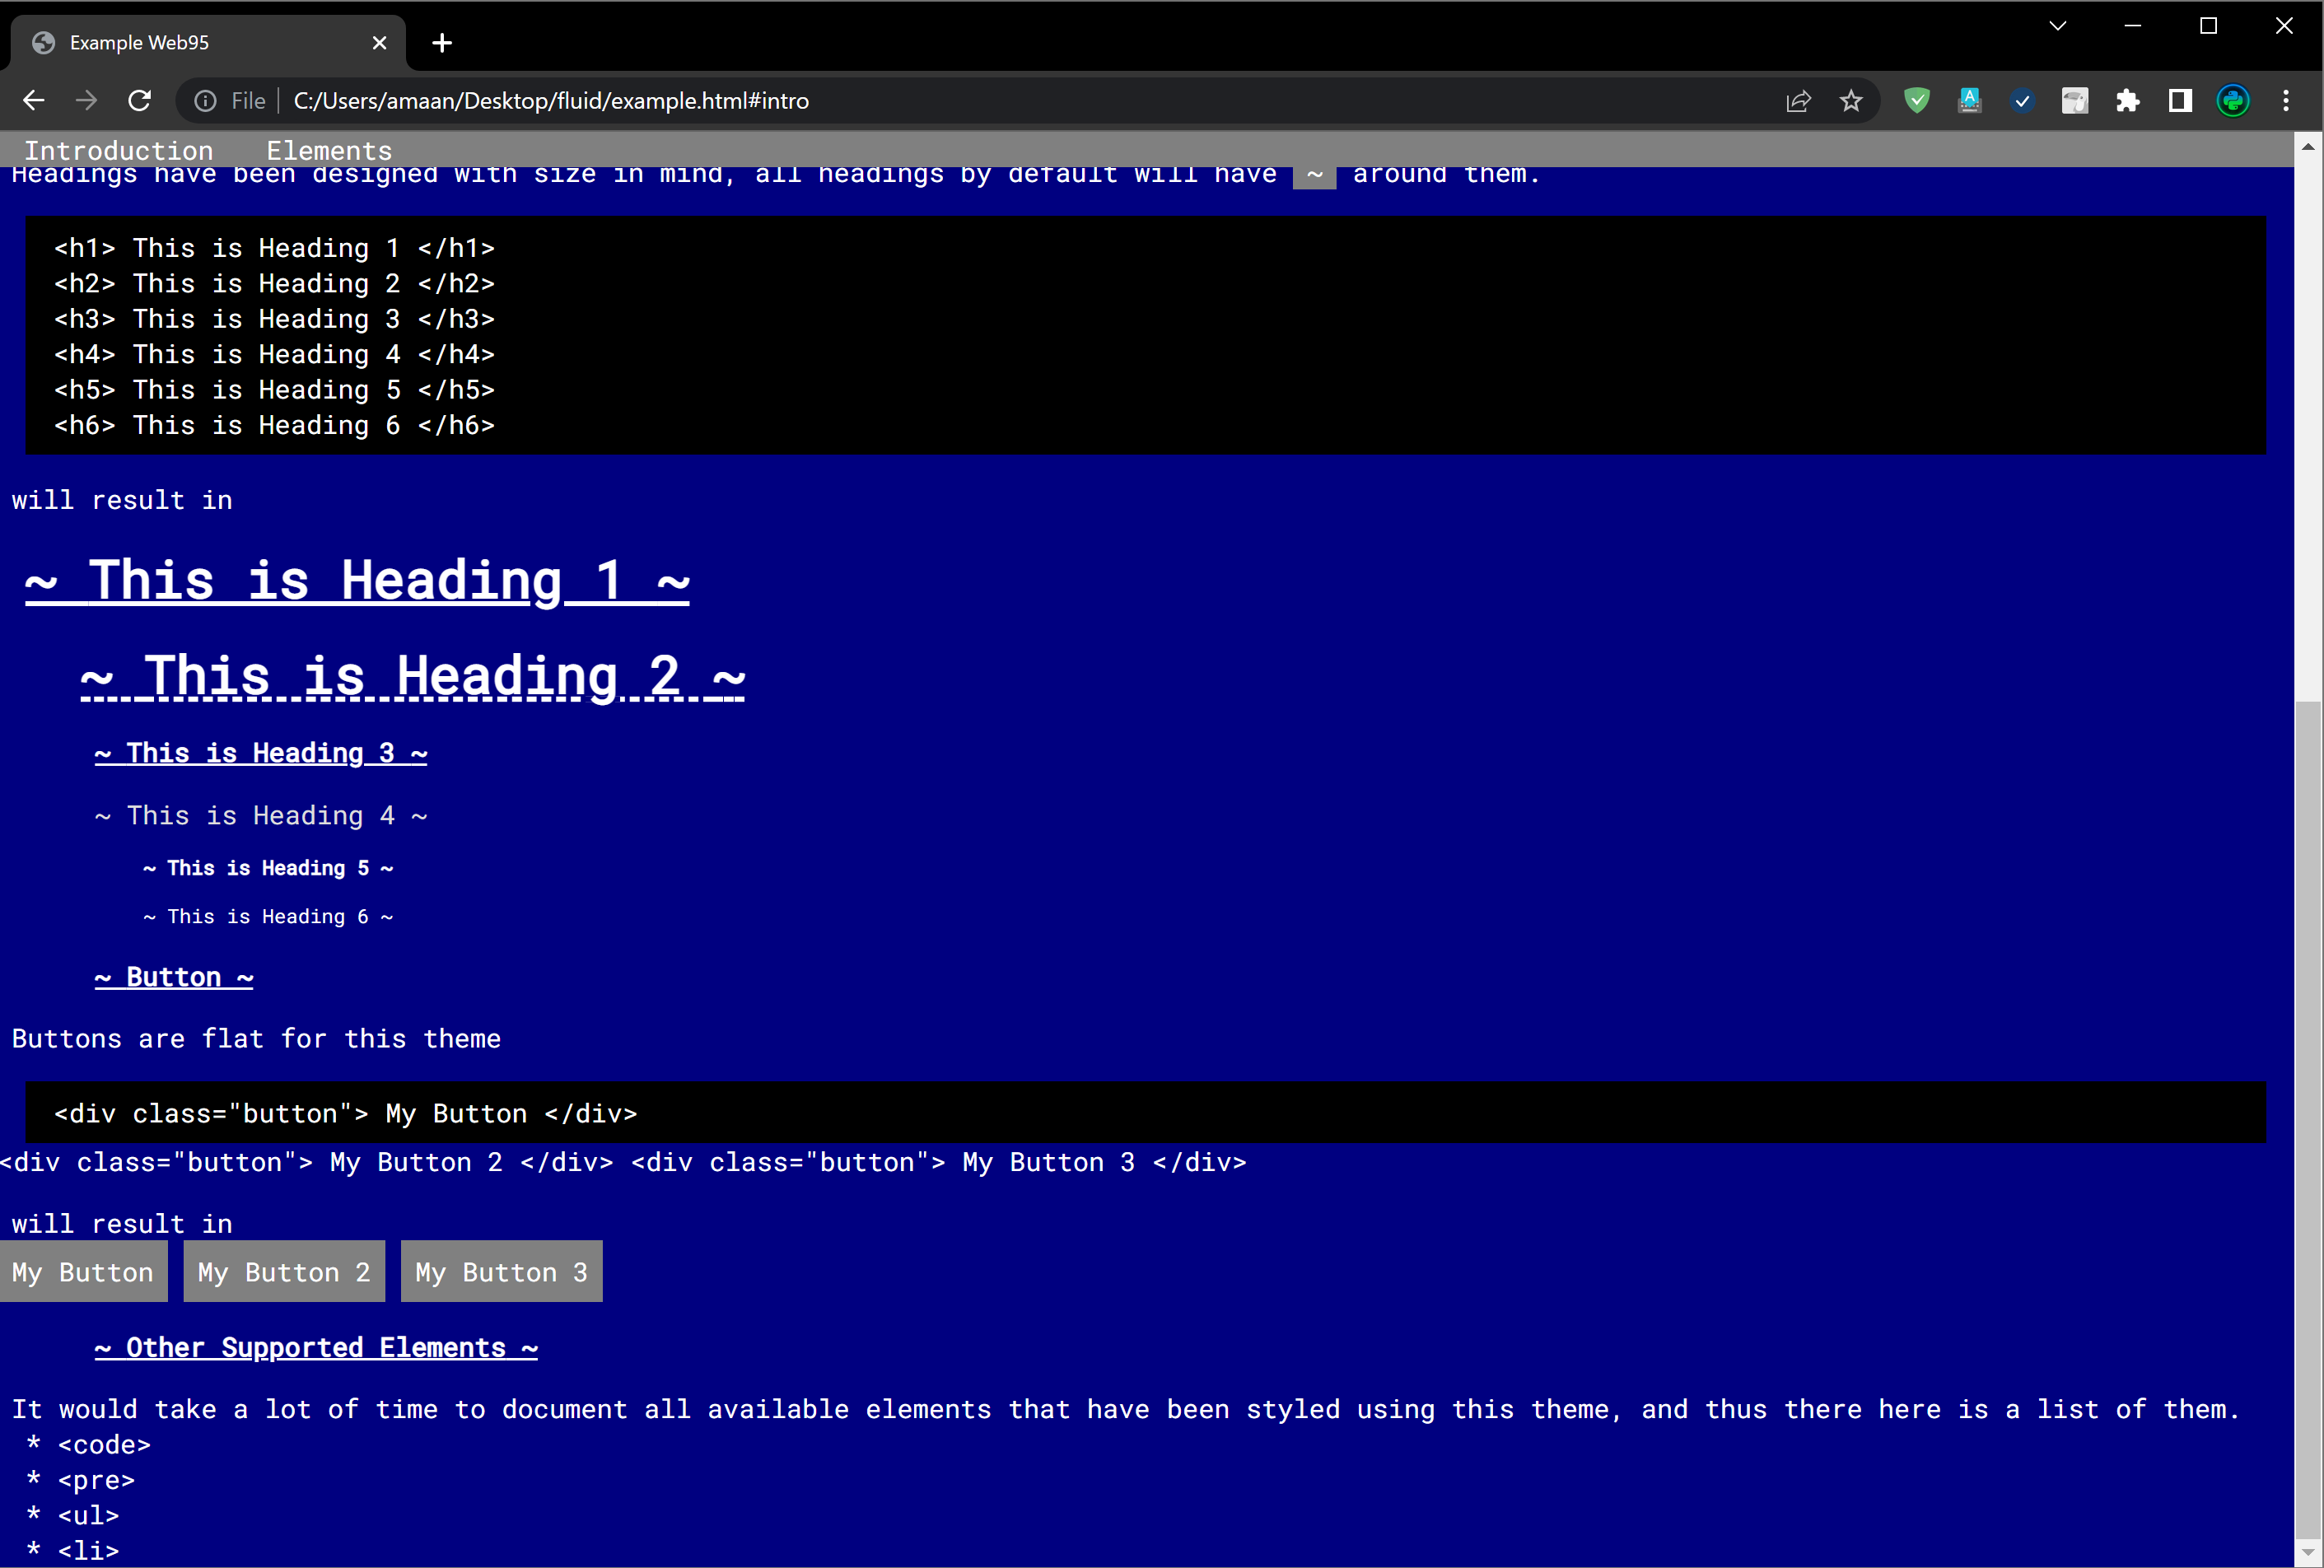 Example Web95
File C:/Users/amaan/Desktop/fluid/example.html#intro
Introduction Elements
Headings have been designed with size in mind, all headings by default will have ~ around them.
<h1> This is Heading 1 </h1>
<h2> This is Heading 2 </h2>
<h3> This is Heading 3 </h3>
<h4> This is Heading 4 </h4>
<h5> This is Heading 5 </h5>
<h6> This is Heading 6 </h6>
will result in
~ This is Heading 1 ~
~ This is Heading 2 ~
~ This is Heading 3 ~
~ This is Heading 4 ~
~ This is Heading 5 ~
~ This is Heading 6 ~
~ Button ~
Buttons are flat for this theme
<div class="button"> My Button </div>
<div class="button"> My Button 2 </div> <div class="button"> My Button 3 </div>
will result in
My Button My Button 2 My Button 3
~ Other Supported Elements ~
It would take a lot of time to document all available elements that have been styled using this theme, and thus there here is a list of them.
* <code>
* <pre>
* <ul>
* <li>